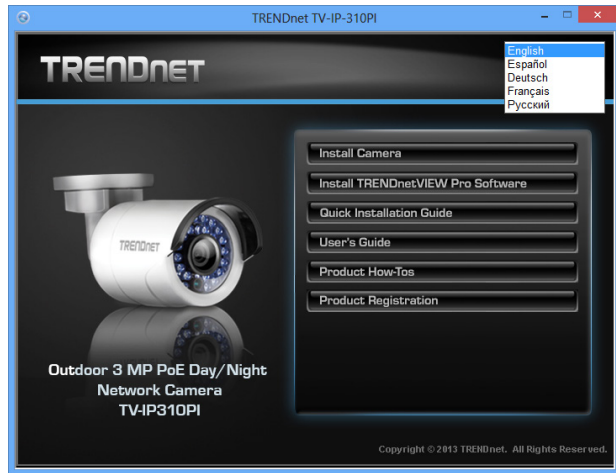 TRENDnet TV-IP-310PI
TRENDNET
English
Español
Deutsch
Français
Русский
Install Camera
Install TRENDnetVIEW Pro Software
Quick Installation Guide
User's Guide
Product How-Tos
Product Registration
TRENDNET
Outdoor 3 MP PoE Day/Night
Network Camera
TV-IP310PI
Copyright © 2013 TRENDnet. All Rights Reserved.